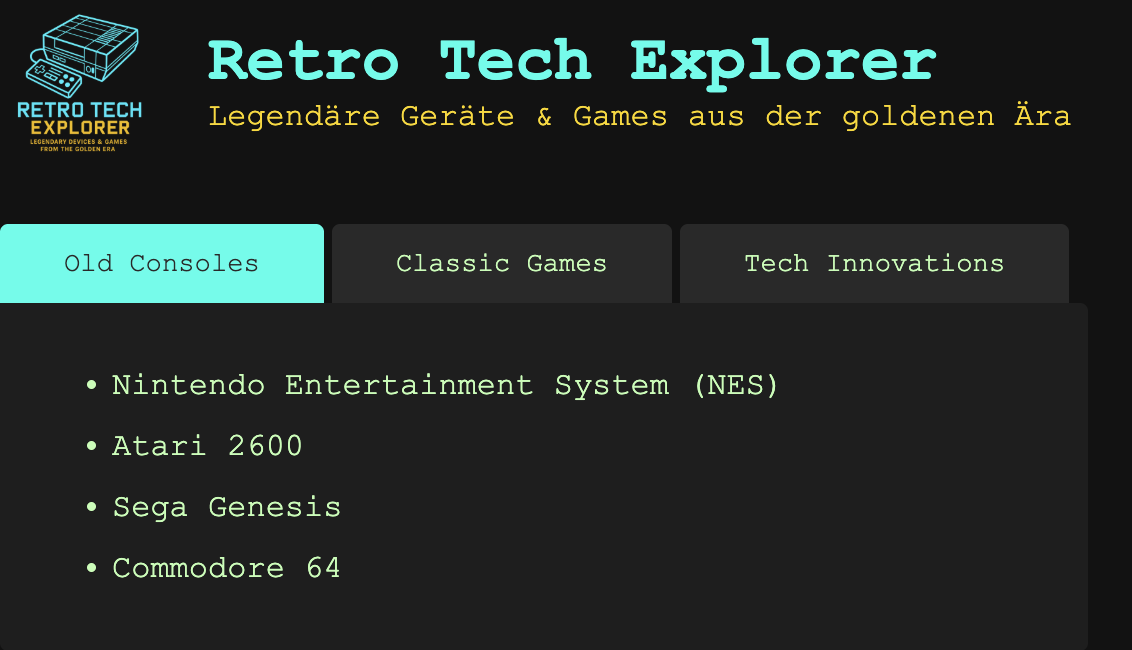 RETRO TECH
EXPLORER
LEGENDARY DEVICES & GAMES
FROM THE GOLDEN ERA
Retro Tech Explorer
Legendäre Geräte & Games aus der goldenen Ära
Old Consoles
Classic Games
Tech Innovations
• Nintendo Entertainment System (NES)
• Atari 2600
• Sega Genesis
• Commodore 64